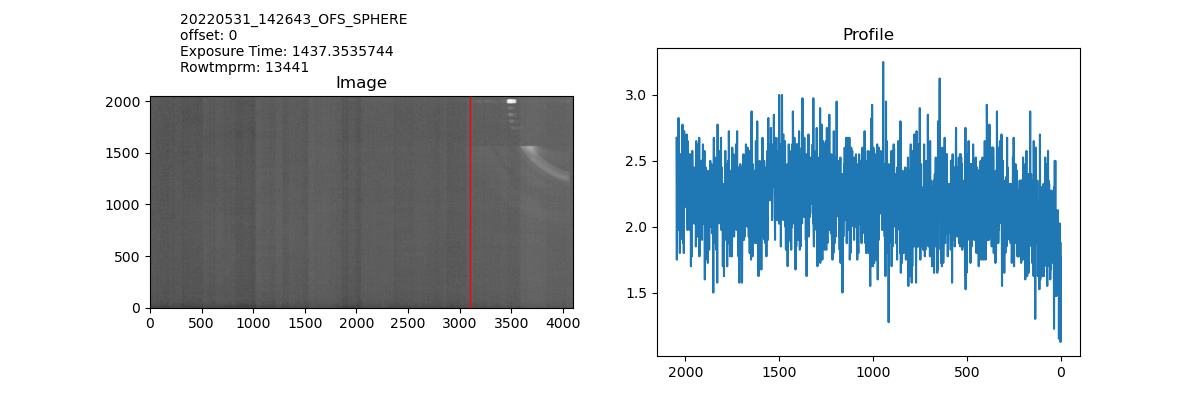 20220531_142643_OFS_SPHERE
offset: 0
Exposure Time: 1437.3535744
Rowtmprm: 13441
Image
2000
1500
1000
500
0
0 500 1000 1500 2000 2500 3000 3500 4000
Profile
3.0
2.5
2.0
1.5
2000 1500 1000 500 0